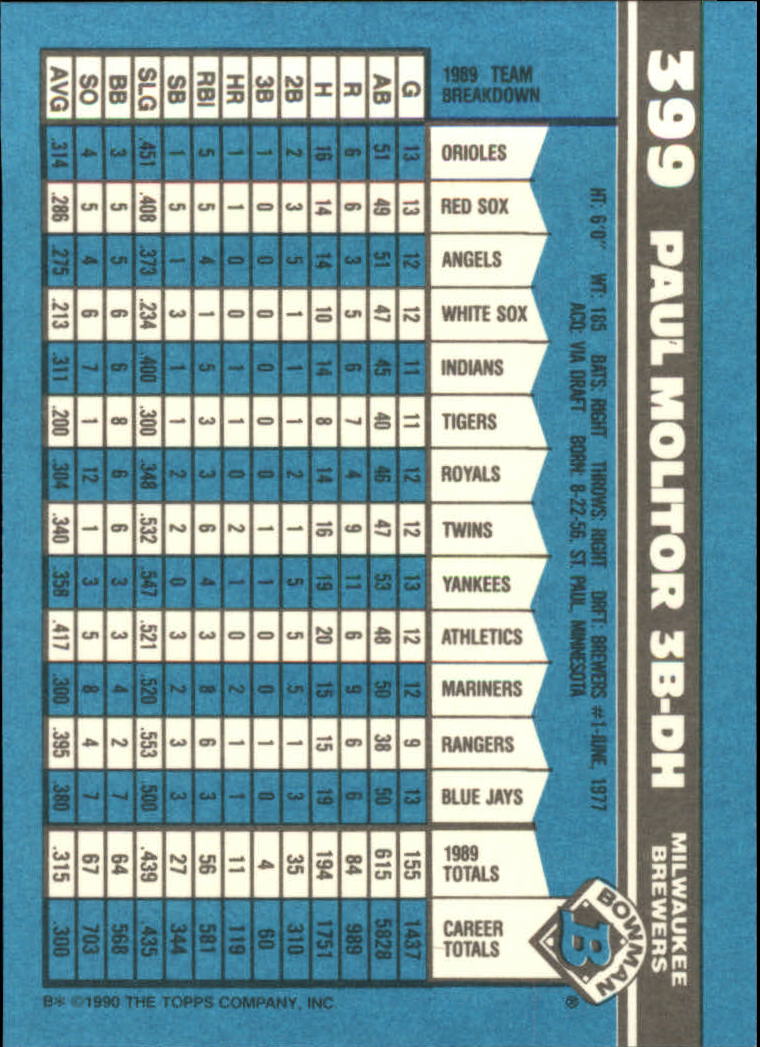 399 PAUL MOLITOR 3B-DH
MILWAUKEE
BREWERS
BOWMAN
B
®
HT: 6'0" WT: 185 BATS: RIGHT THROWS: RIGHT DRFT: BREWERS #1-JUNE, 1977
ACQ: VIA DRAFT BORN: 8-22-56, ST. PAUL, MINNESOTA
1989 TEAM BREAKDOWN G AB R H 2B 3B HR RBI SB SLG BB SO AVG
ORIOLES 13 51 6 16 2 1 1 5 1 .451 3 4 .314
RED SOX 13 49 6 14 3 0 1 5 5 .408 5 5 .286
ANGELS 12 51 3 14 5 0 0 4 1 .373 5 4 .275
WHITE SOX 12 47 5 10 1 0 0 1 3 .234 6 6 .213
INDIANS 11 45 6 14 1 0 1 5 1 .400 6 7 .311
TIGERS 11 40 7 8 1 0 1 3 1 .300 8 1 .200
ROYALS 12 46 4 14 2 0 0 3 2 .348 6 12 .304
TWINS 12 47 9 16 1 1 2 6 2 .532 6 1 .340
YANKEES 13 53 11 19 5 1 1 4 0 .547 3 3 .358
ATHLETICS 12 48 6 20 5 0 0 3 3 .521 3 5 .417
MARINERS 12 50 9 15 5 0 2 8 2 .520 4 8 .300
RANGERS 9 38 6 15 1 1 1 6 3 .553 2 4 .395
BLUE JAYS 13 50 6 19 3 0 1 3 3 .500 7 7 .380
1989 TOTALS 155 615 84 194 35 4 11 56 27 .439 64 67 .315
CAREER TOTALS 1437 5828 989 1751 310 60 119 581 344 .435 568 703 .300
B* ©1990 THE TOPPS COMPANY, INC.